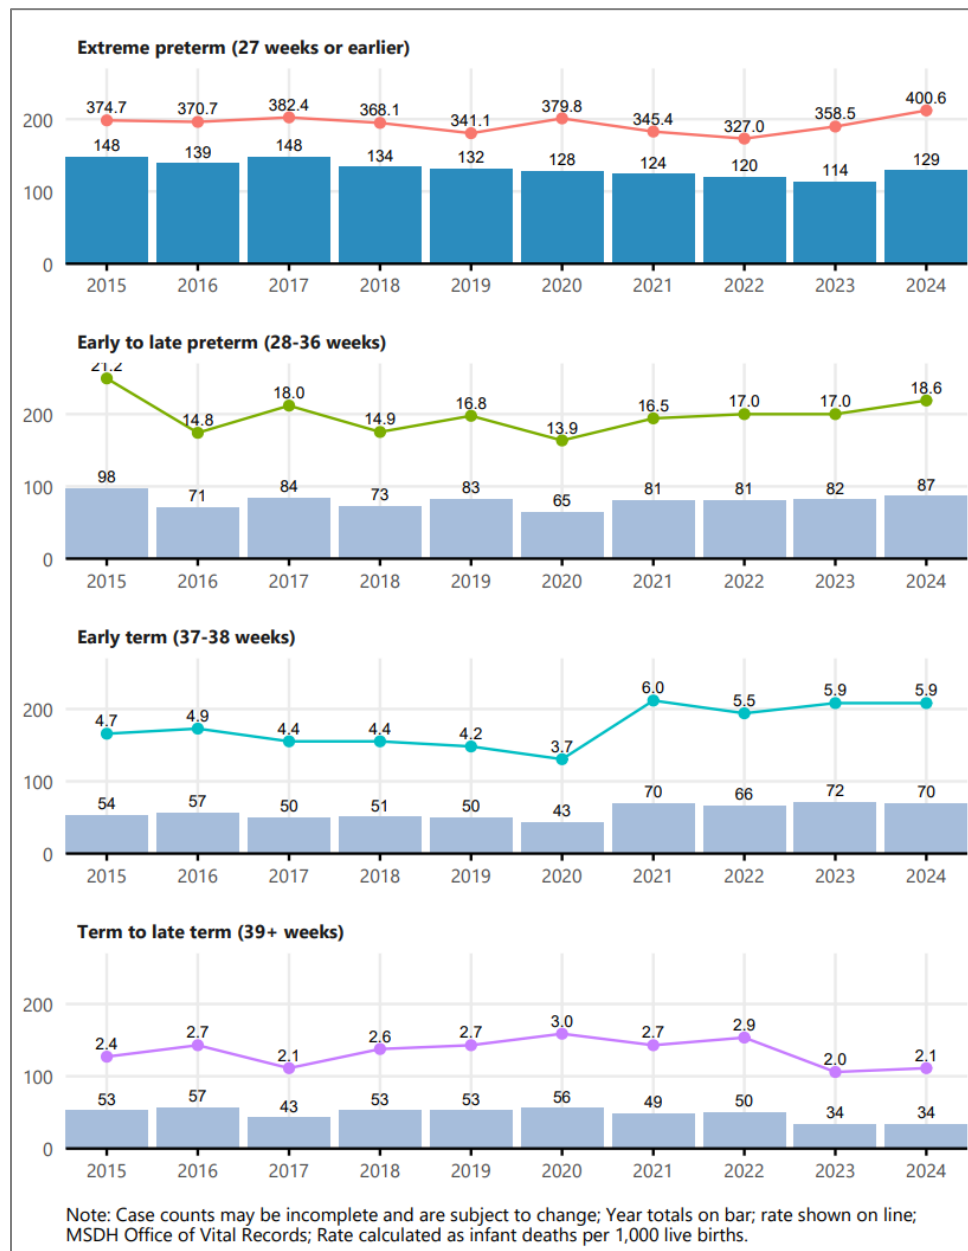 Extreme preterm (27 weeks or earlier)
374.7 370.7 382.4 368.1 341.1 379.8 345.4 327.0 358.5 400.6
200
148 139 148 134 132 128 124 120 114 129
100
0
2015 2016 2017 2018 2019 2020 2021 2022 2023 2024
Early to late preterm (28-36 weeks)
21.2 14.8 18.0 14.9 16.8 13.9 16.5 17.0 17.0 18.6
200
98 71 84 73 83 65 81 81 82 87
100
0
2015 2016 2017 2018 2019 2020 2021 2022 2023 2024
Early term (37-38 weeks)
4.7 4.9 4.4 4.4 4.2 3.7 6.0 5.5 5.9 5.9
200
100
54 57 50 51 50 43 70 66 72 70
0
2015 2016 2017 2018 2019 2020 2021 2022 2023 2024
Term to late term (39+ weeks)
200
2.4 2.7 2.1 2.6 2.7 3.0 2.7 2.9 2.0 2.1
100
53 57 43 53 53 56 49 50 34 34
0
2015 2016 2017 2018 2019 2020 2021 2022 2023 2024
Note: Case counts may be incomplete and are subject to change; Year totals on bar; rate shown on line;
MSDH Office of Vital Records; Rate calculated as infant deaths per 1,000 live births.